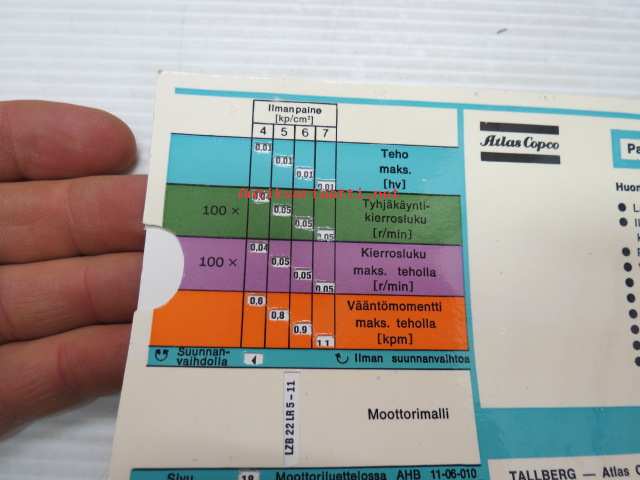 Ilmanpaine
[kp/cm²]
4 5 6 7
0,01 0,01 0,01 0,01
Teho
maks.
[hv]
100 ×
0,05 0,05 0,05
Tyhjäkäynti-
kierrosluku
[r/min]
100 ×
0,04 0,05 0,05 0,05
Kierrosluku
maks. teholla
[r/min]
0,6 0,8 0,9 1,1
Vääntömomentti
maks. teholla
[kpm]
Suunnan-
vaihdolla
Ilman suunnanvaihtoa
LZB 22 LR 5 – 11
Moottorimalli
Sivu 18 Moottoriluettelossa AHB 11-06-010
Atlas Copco
TALLBERG — Atlas